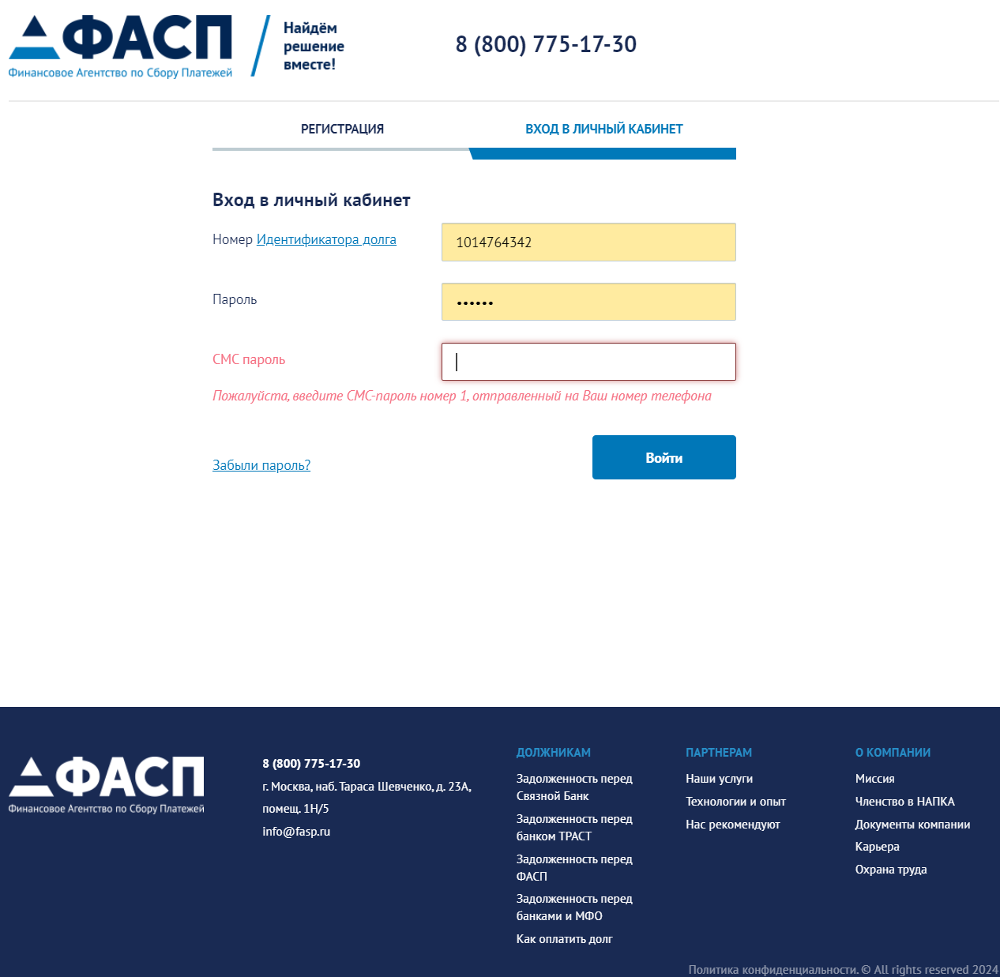 ФАСП
Финансовое Агентство по Сбору Платежей
Найдём
решение
вместе!
8 (800) 775-17-30
РЕГИСТРАЦИЯ
ВХОД В ЛИЧНЫЙ КАБИНЕТ
Вход в личный кабинет
Номер Идентификатора долга
1014764342
Пароль
••••••
СМС пароль
Пожалуйста, введите СМС-пароль номер 1, отправленный на Ваш номер телефона
Забыли пароль?
Войти
ФАСП
Финансовое Агентство по Сбору Платежей
8 (800) 775-17-30
г. Москва, наб. Тараса Шевченко, д. 23А,
помещ. 1Н/5
info@fasp.ru
ДОЛЖНИКАМ
Задолженность перед
Связной Банк
Задолженность перед
банком ТРАСТ
Задолженность перед
ФАСП
Задолженность перед
банками и МФО
Как оплатить долг
ПАРТНЕРАМ
Наши услуги
Технологии и опыт
Нас рекомендуют
О КОМПАНИИ
Миссия
Членство в НАПКА
Документы компании
Карьера
Охрана труда
Политика конфиденциальности. © All rights reserved 2024